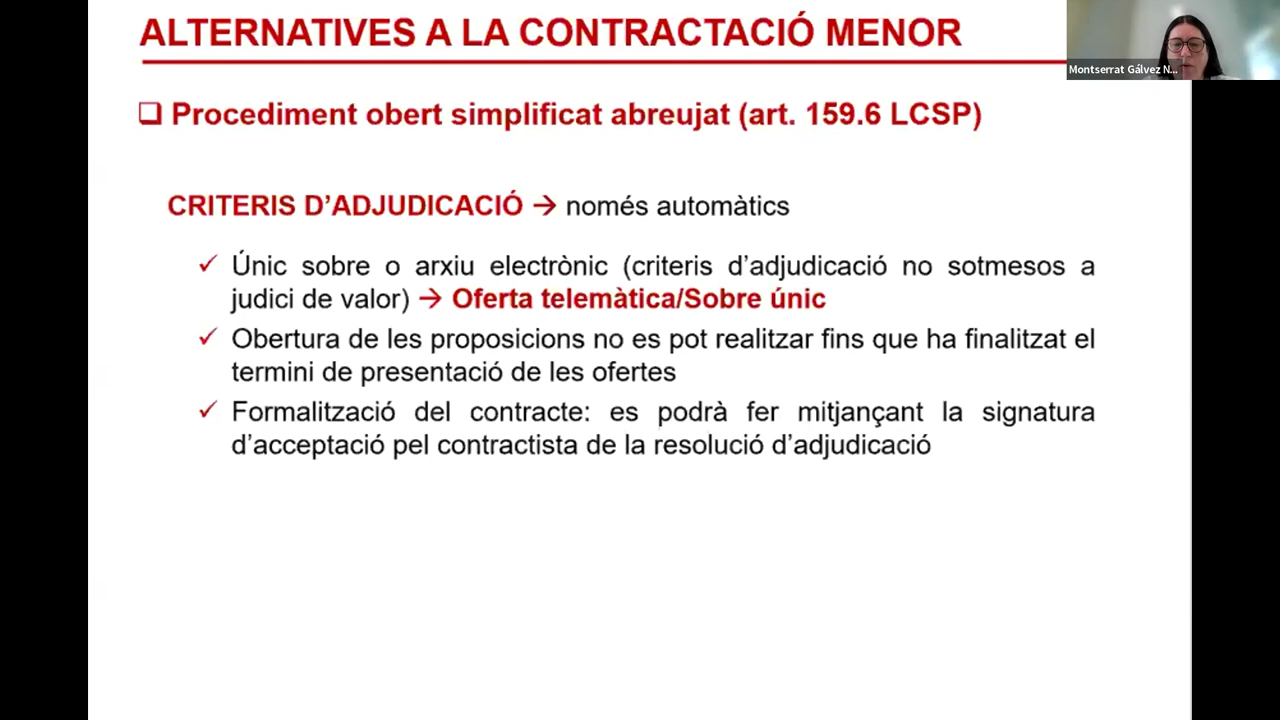 ALTERNATIVES A LA CONTRACTACIÓ MENOR
Montserrat Gálvez N...
❑ Procediment obert simplificat abreujat (art. 159.6 LCSP)
CRITERIS D’ADJUDICACIÓ → només automàtics
✓ Únic sobre o arxiu electrònic (criteris d’adjudicació no sotmesos a
judici de valor) → Oferta telemàtica/Sobre únic
✓ Obertura de les proposicions no es pot realitzar fins que ha finalitzat el
termini de presentació de les ofertes
✓ Formalització del contracte: es podrà fer mitjançant la signatura
d’acceptació pel contractista de la resolució d’adjudicació